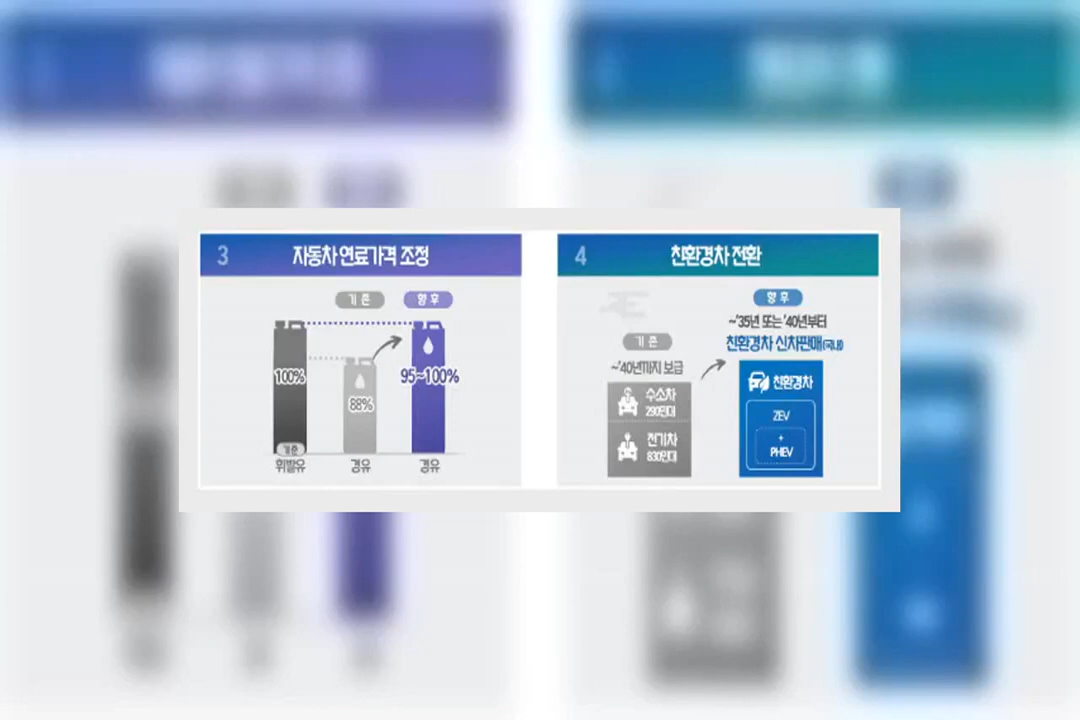 3 자동차 연료가격 조정
기 존
향 후
100%
88%
95~100%
기준
휘발유
경유
경유
4 친환경차 전환
기 존
~'40년까지 보급
수소차
290만대
전기차
830만대
향 후
~'35년 또는 '40년부터
친환경차 신차판매(국내)
친환경차
ZEV
+
PHEV